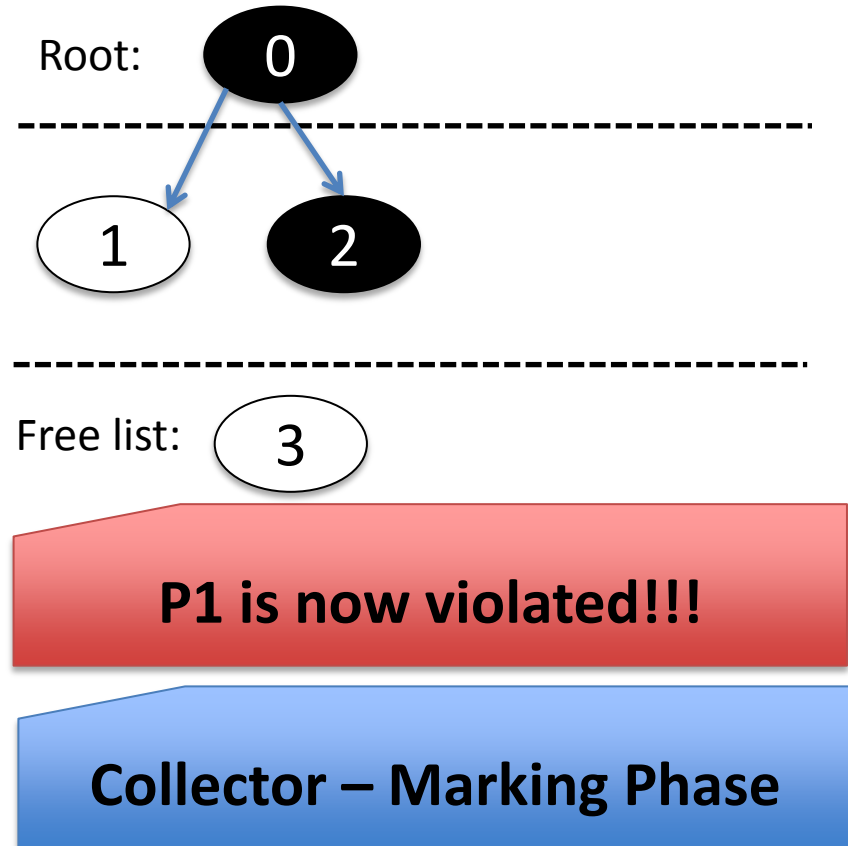 Root: 0
1 2
Free list: 3
P1 is now violated!!!
Collector – Marking Phase